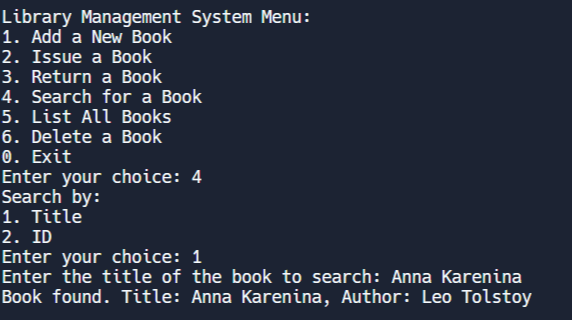 Library Management System Menu:
1. Add a New Book
2. Issue a Book
3. Return a Book
4. Search for a Book
5. List All Books
6. Delete a Book
0. Exit
Enter your choice: 4
Search by:
1. Title
2. ID
Enter your choice: 1
Enter the title of the book to search: Anna Karenina
Book found. Title: Anna Karenina, Author: Leo Tolstoy